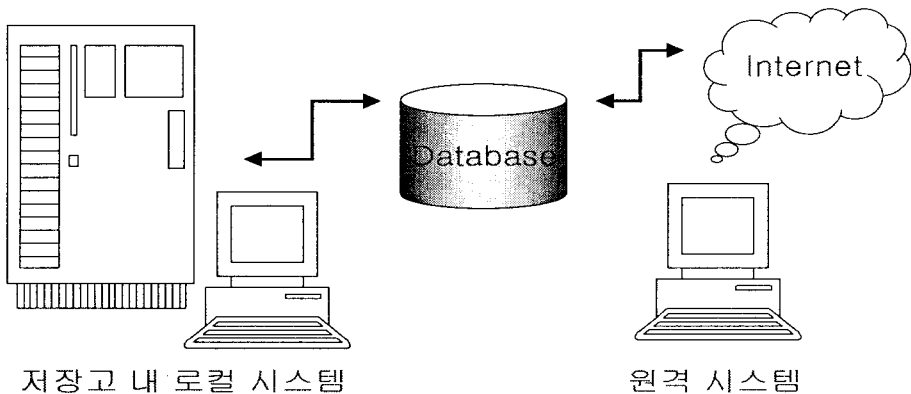 Internet
Database
저장고 내 로컬 시스템
원격 시스템